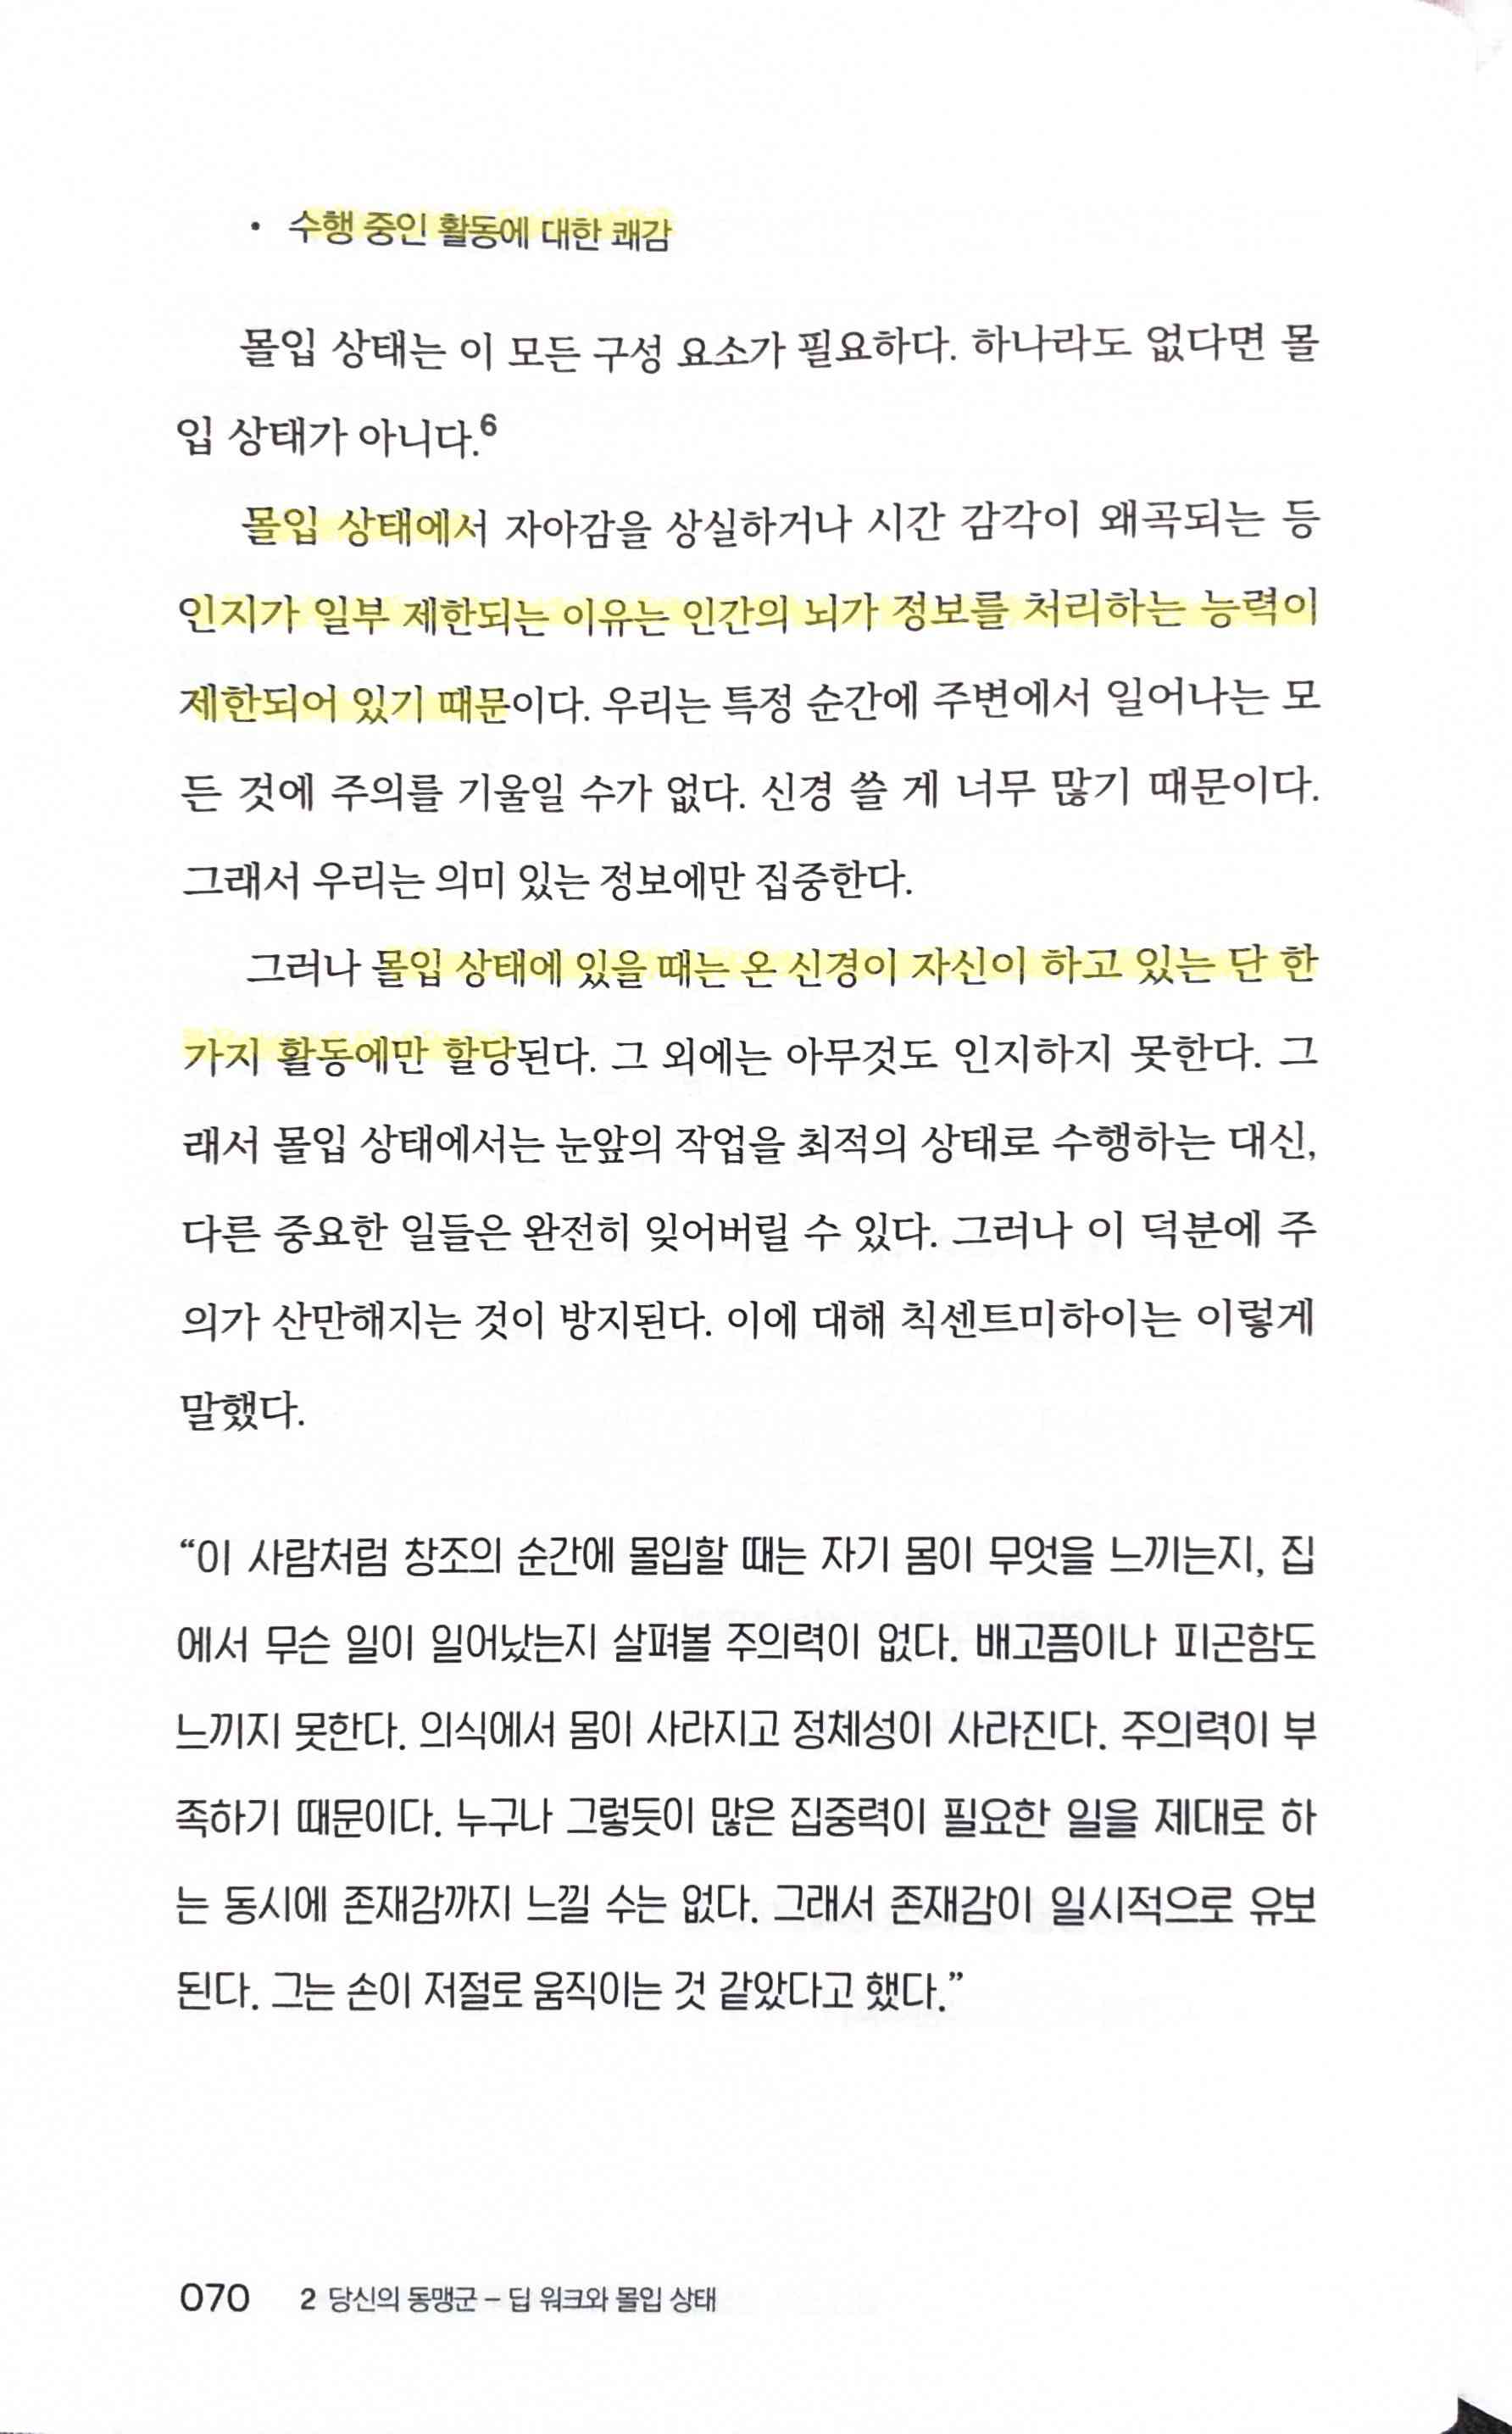 • 수행 중인 활동에 대한 쾌감
몰입 상태는 이 모든 구성 요소가 필요하다. 하나라도 없다면 몰
입 상태가 아니다.⁶
몰입 상태에서 자아감을 상실하거나 시간 감각이 왜곡되는 등
인지가 일부 제한되는 이유는 인간의 뇌가 정보를 처리하는 능력이
제한되어 있기 때문이다. 우리는 특정 순간에 주변에서 일어나는 모
든 것에 주의를 기울일 수가 없다. 신경 쓸 게 너무 많기 때문이다.
그래서 우리는 의미 있는 정보에만 집중한다.
그러나 몰입 상태에 있을 때는 온 신경이 자신이 하고 있는 단 한
가지 활동에만 할당된다. 그 외에는 아무것도 인지하지 못한다. 그
래서 몰입 상태에서는 눈앞의 작업을 최적의 상태로 수행하는 대신,
다른 중요한 일들은 완전히 잊어버릴 수 있다. 그러나 이 덕분에 주
의가 산만해지는 것이 방지된다. 이에 대해 칙센트미하이는 이렇게
말했다.
“이 사람처럼 창조의 순간에 몰입할 때는 자기 몸이 무엇을 느끼는지, 집
에서 무슨 일이 일어났는지 살펴볼 주의력이 없다. 배고픔이나 피곤함도
느끼지 못한다. 의식에서 몸이 사라지고 정체성이 사라진다. 주의력이 부
족하기 때문이다. 누구나 그렇듯이 많은 집중력이 필요한 일을 제대로 하
는 동시에 존재감까지 느낄 수는 없다. 그래서 존재감이 일시적으로 유보
된다. 그는 손이 저절로 움직이는 것 같았다고 했다.”
070 2 당신의 동맹군 – 딥 워크와 몰입 상태